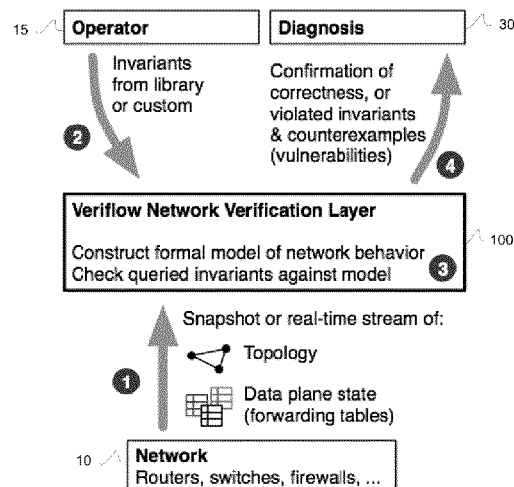 15
Operator
Diagnosis
30
Invariants
from library
or custom
Confirmation of
correctness, or
violated invariants
& counterexamples
(vulnerabilities)
2
4
Veriflow Network Verification Layer
Construct formal model of network behavior
Check queried invariants against model
3
100
Snapshot or real-time stream of:
1
Topology
Data plane state
(forwarding tables)
10
Network
Routers, switches, firewalls, ...